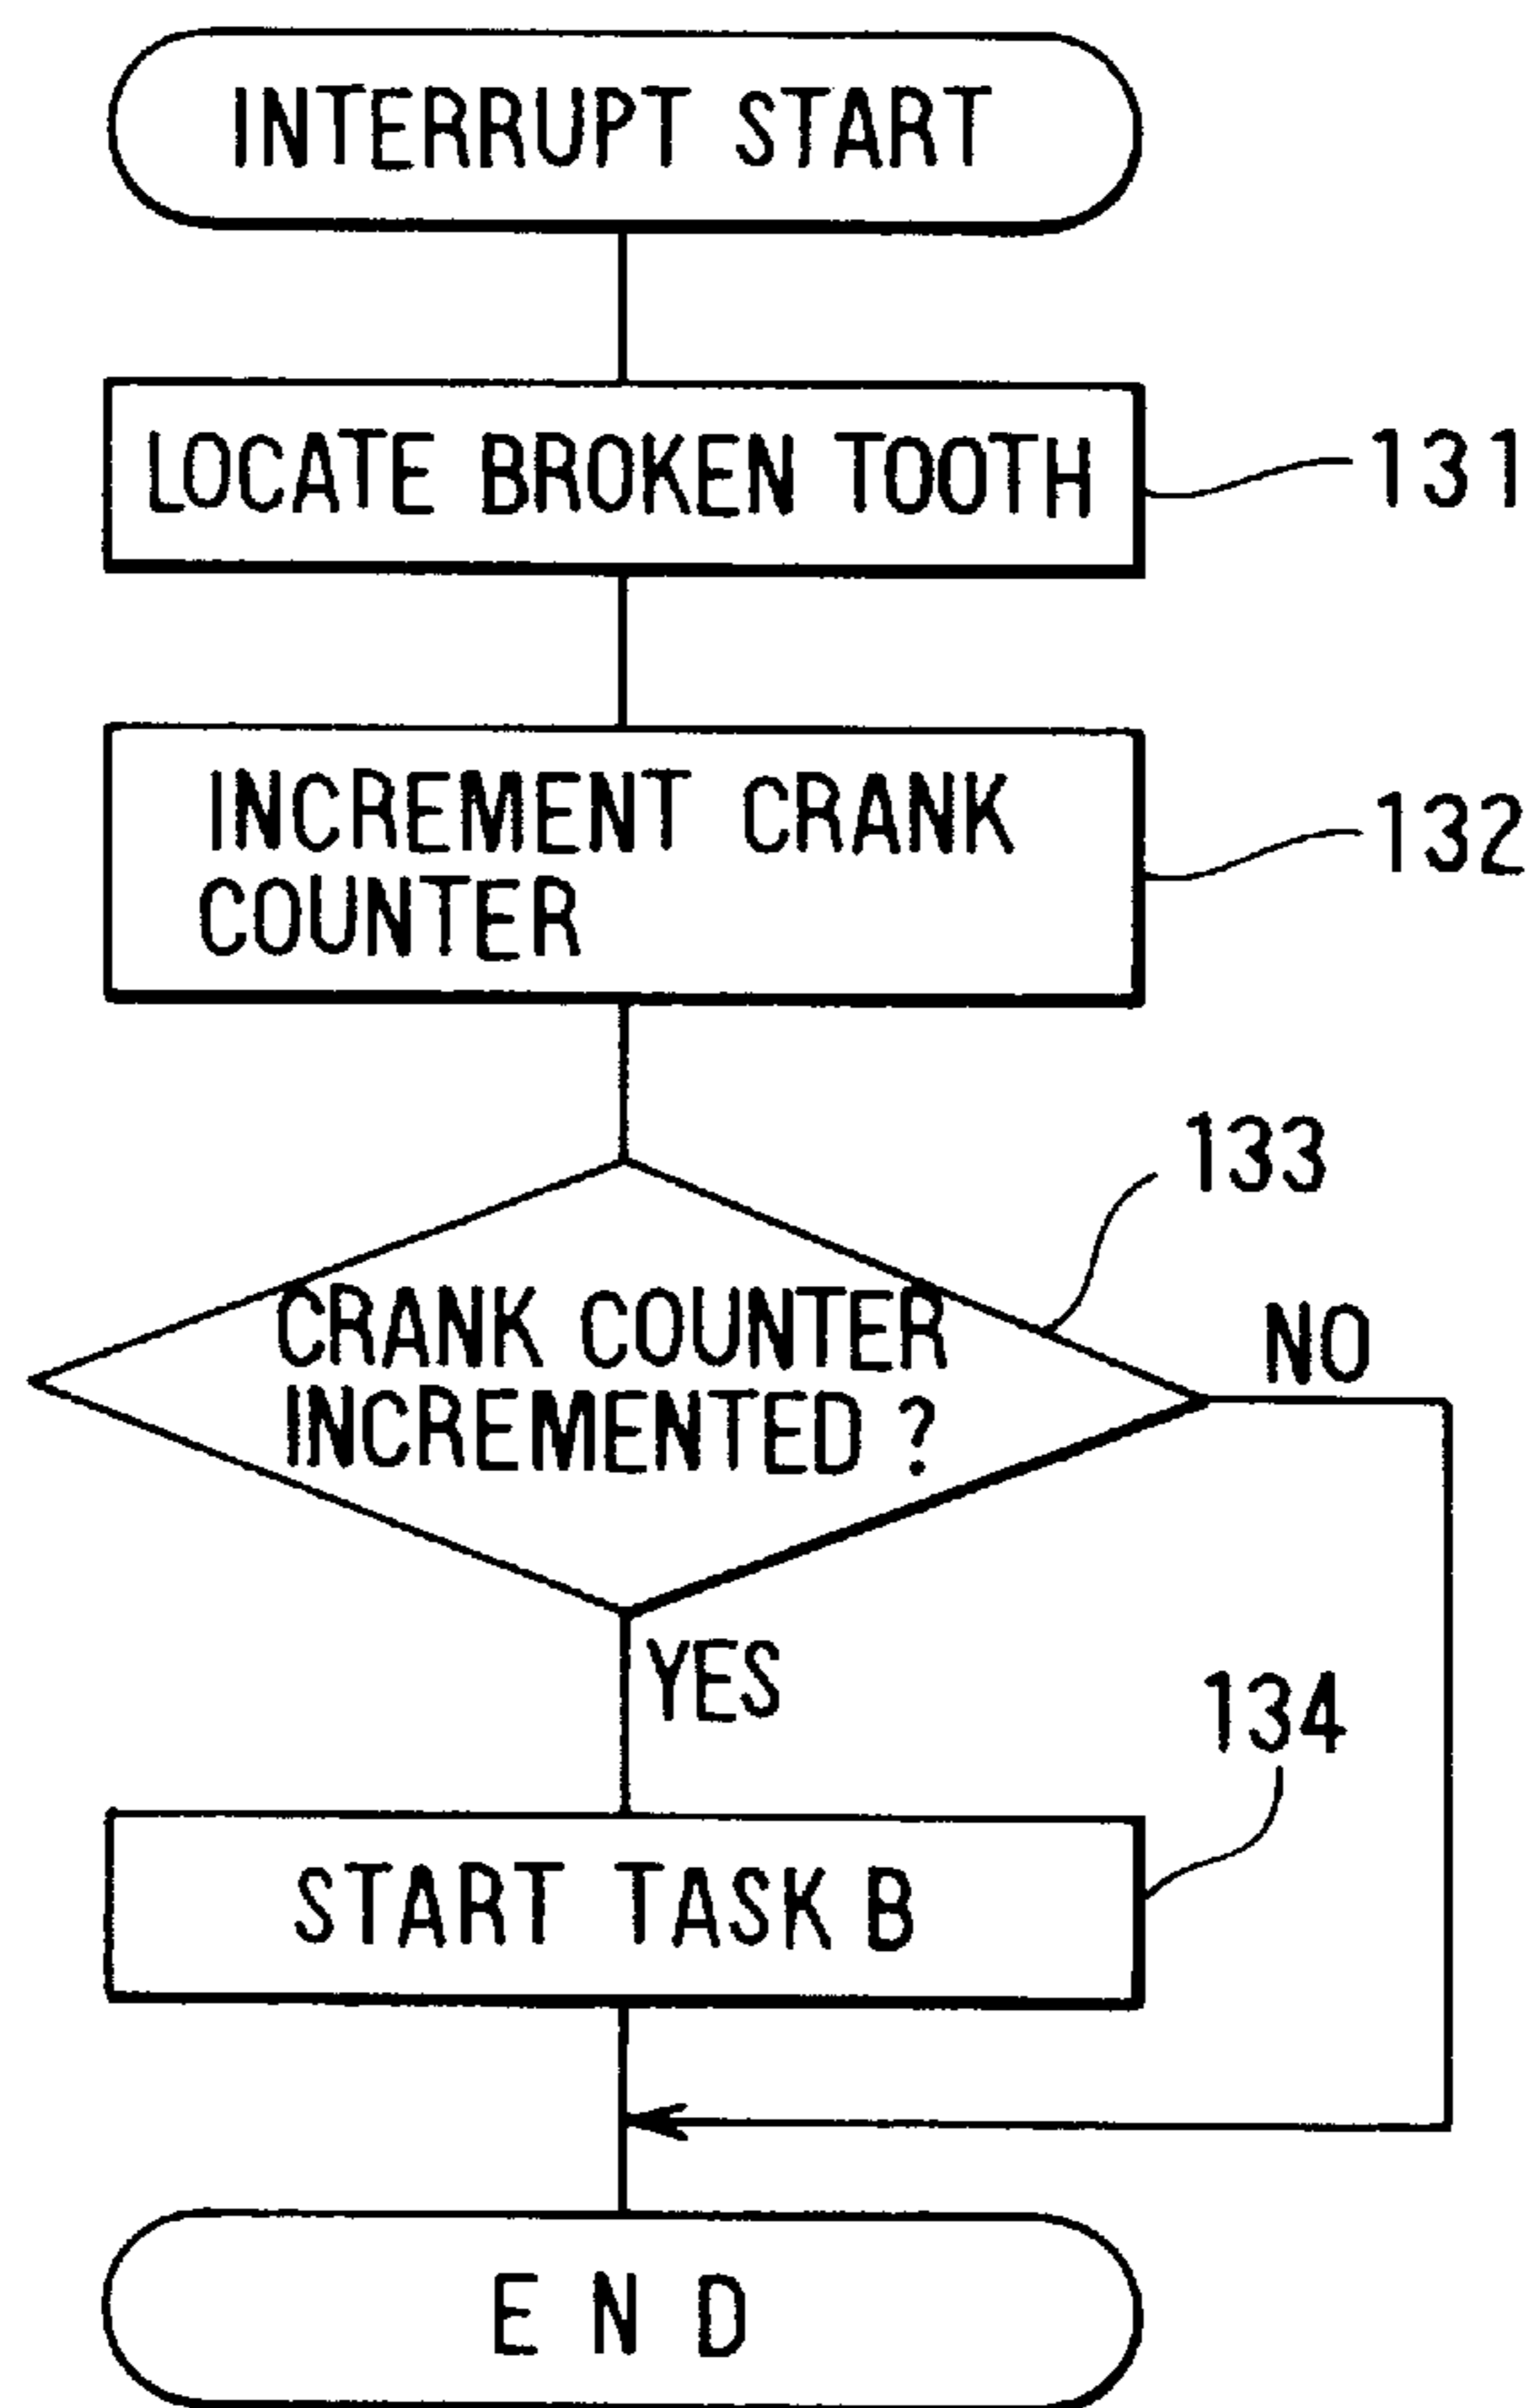 INTERRUPT START
LOCATE BROKEN TOOTH
131
INCREMENT CRANK
COUNTER
132
133
CRANK COUNTER
INCREMENTED ?
NO
YES
134
START TASK B
END